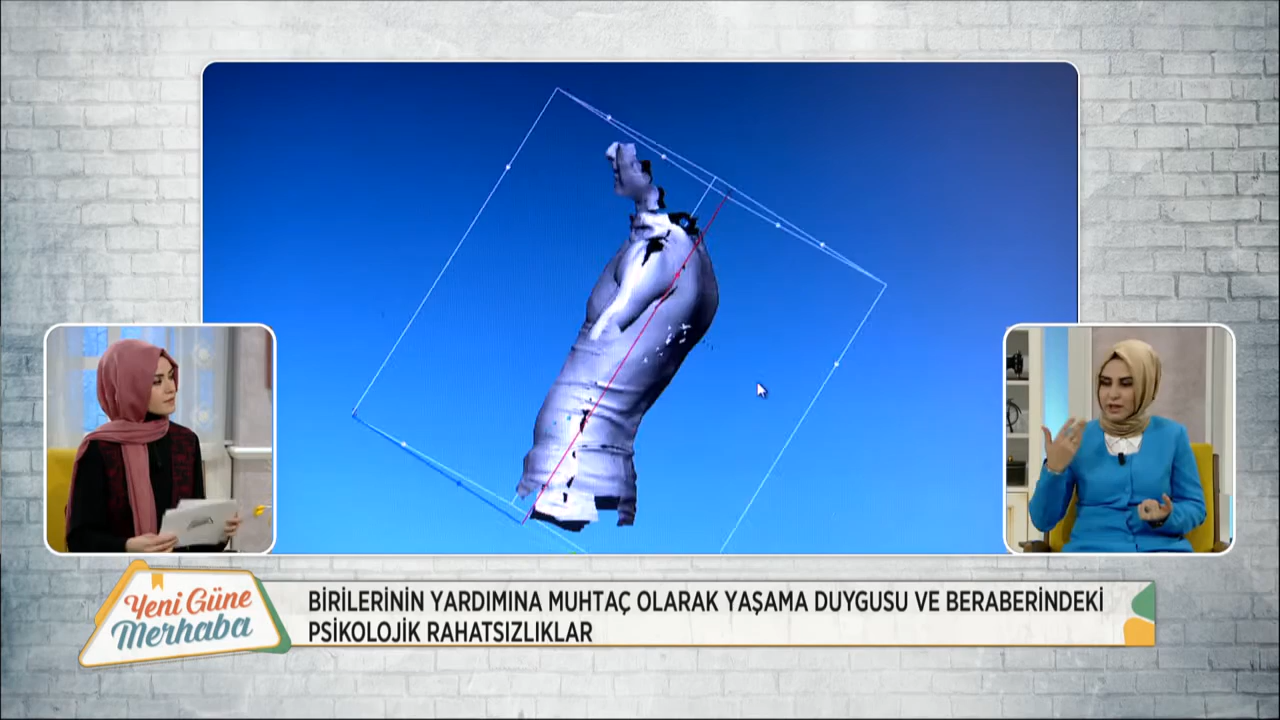 Yeni Güne
Merhaba
BİRİLERİNİN YARDIMINA MUHTAÇ OLARAK YAŞAMA DUYGUSU VE BERABERİNDEKİ
PSİKOLOJİK RAHATSIZLIKLAR